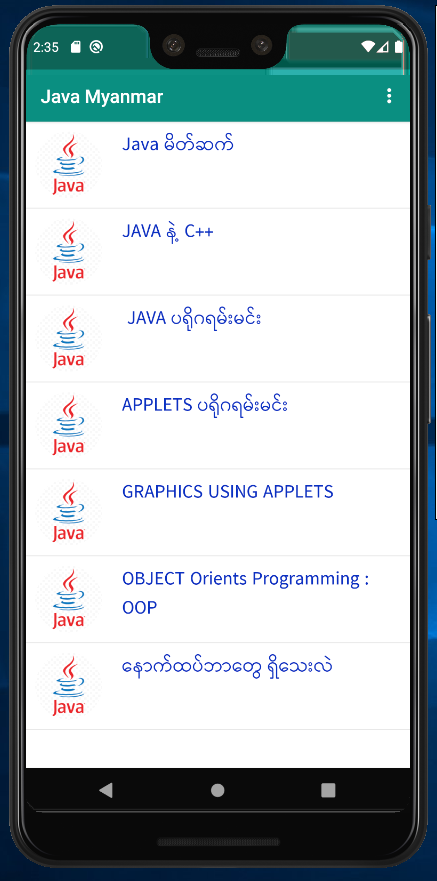 2:35
Java Myanmar
Java မိတ်ဆက်
Java
JAVA နဲ့ C++
Java
JAVA ပရိုဂရမ်းမင်း
Java
APPLETS ပရိုဂရမ်းမင်း
Java
GRAPHICS USING APPLETS
Java
OBJECT Orients Programming :
OOP
Java
နောက်ထပ်ဘာတွေ ရှိသေးလဲ
Java